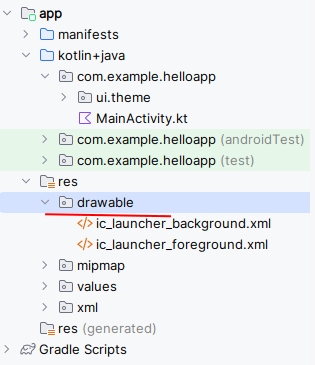 app
manifests
kotlin+java
com.example.helloapp
ui.theme
MainActivity.kt
com.example.helloapp (androidTest)
com.example.helloapp (test)
res
drawable
ic_launcher_background.xml
ic_launcher_foreground.xml
mipmap
values
xml
res (generated)
Gradle Scripts